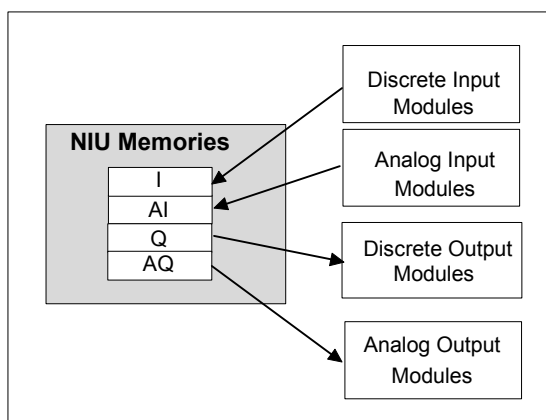 NIU Memories
I
AI
Q
AQ
Discrete Input
Modules
Analog Input
Modules
Discrete Output
Modules
Analog Output
Modules